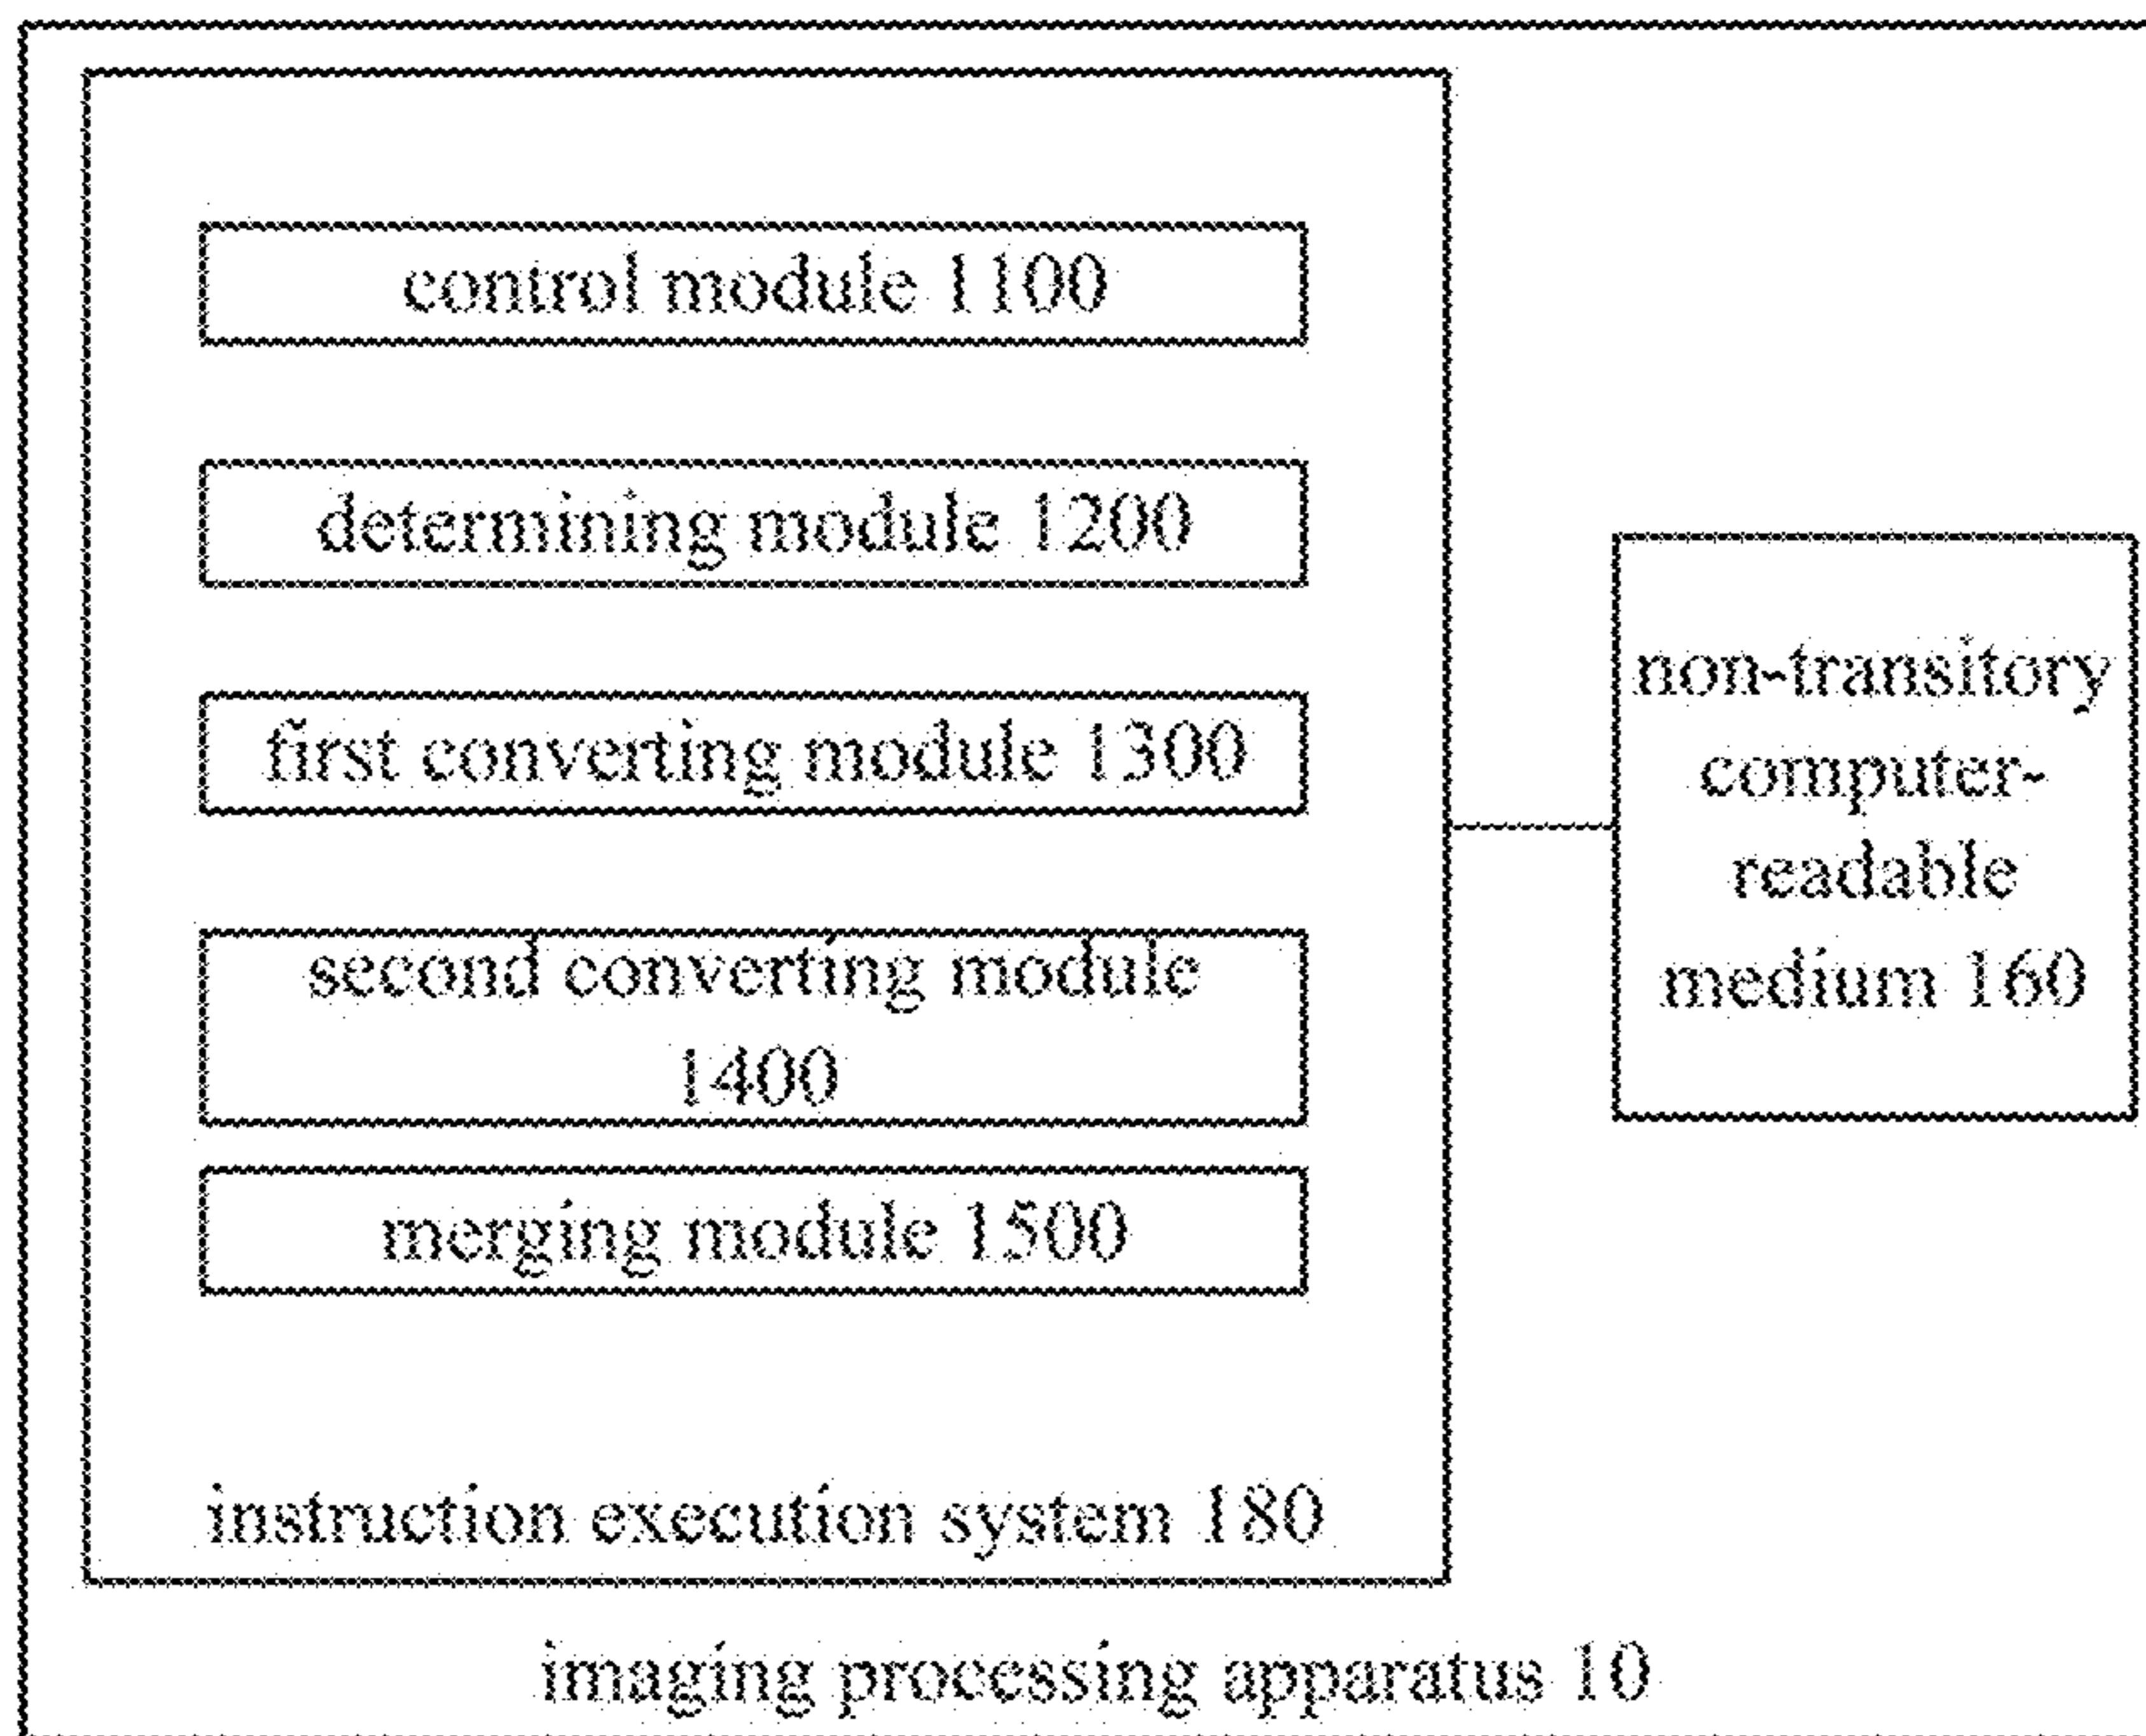 control module 1100
determining module 1200
first converting module 1300
second converting module
1400
merging module 1500
instruction execution system 180
non-transitory
computer-
readable
medium 160
imaging processing apparatus 10